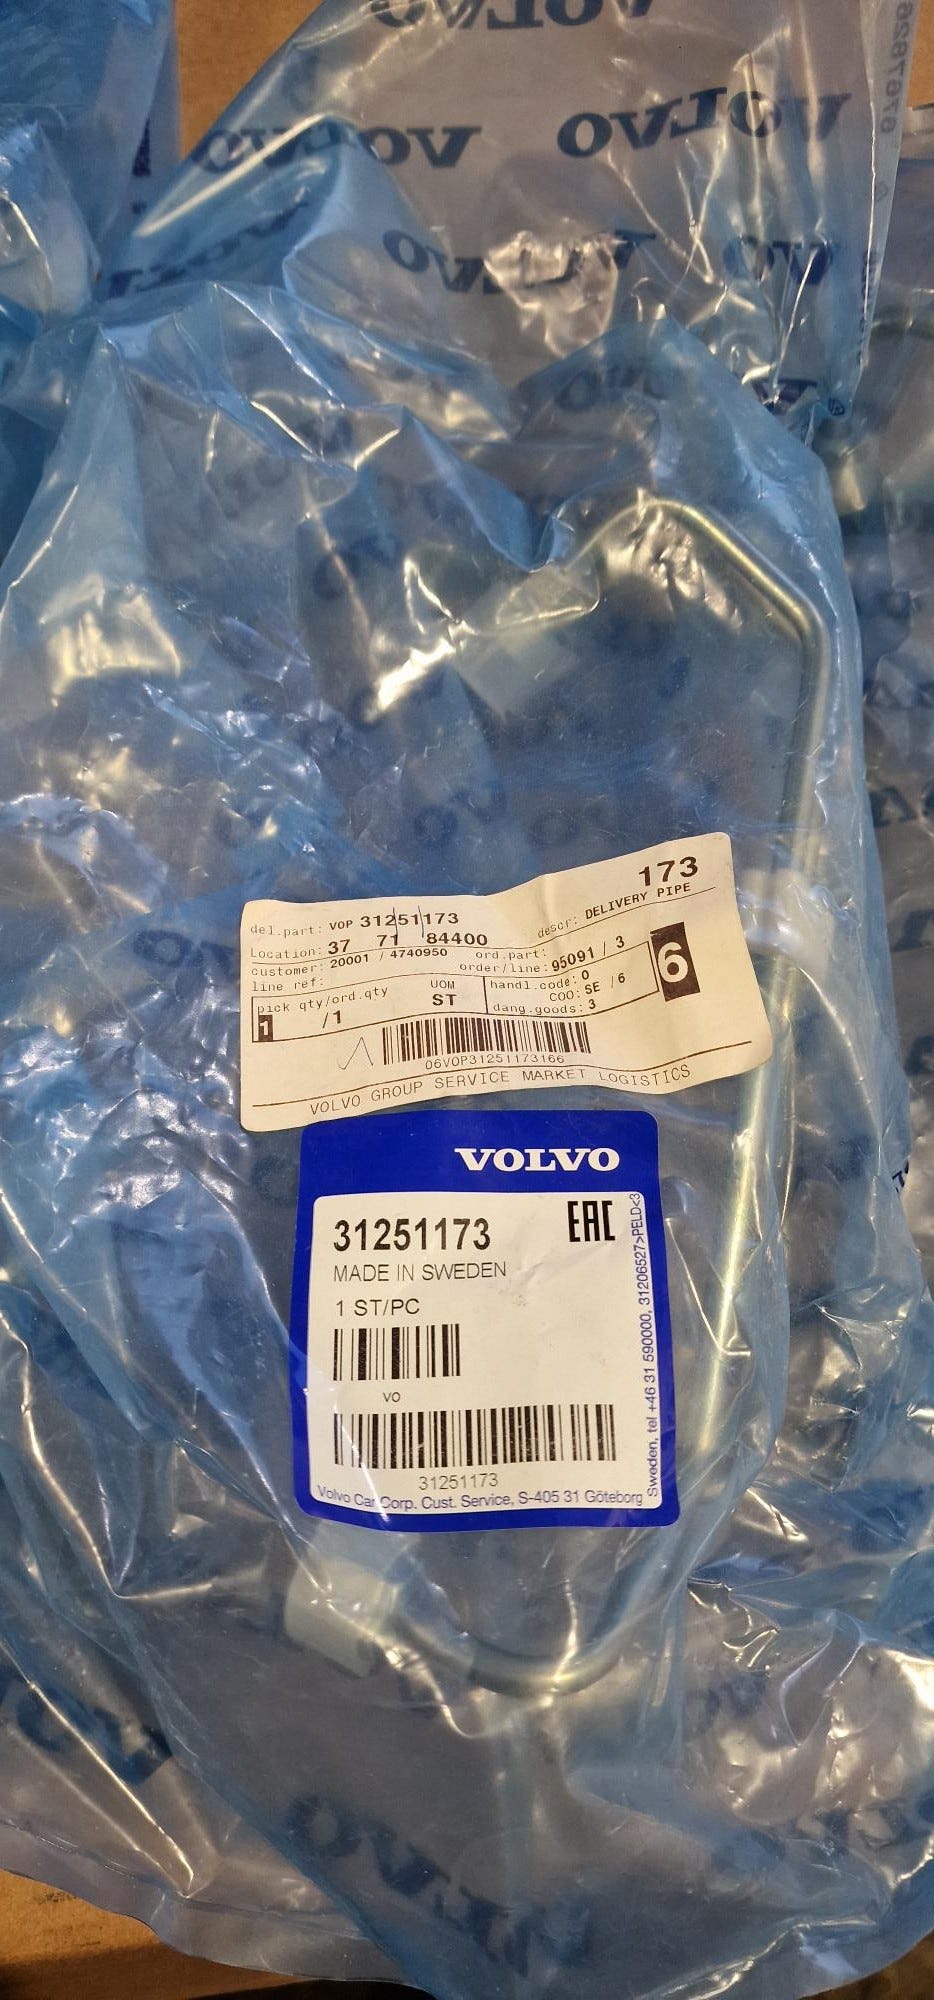 VOLVO
VOLVO
VOLVO
VOLVO
173
del.part: VOP 31251173
descr: DELIVERY PIPE
Location: 37 71 84400
ord.part:
customer: 20001 / 4740950
order/line: 95091 / 3
line ref:
6
pick qty/ord.qty
UOM
handl.code: 0
1 /1
ST
COO: SE /6
dang.goods: 3
06VOP31251173166
VOLVO GROUP SERVICE MARKET LOGISTICS
VOLVO
31251173
EAC
MADE IN SWEDEN
1 ST/PC
VO
31251173
Volvo Car Corp. Cust. Service, S-405 31 Göteborg
Sweden, tel +46 31 590000, 31206527>PELD<3